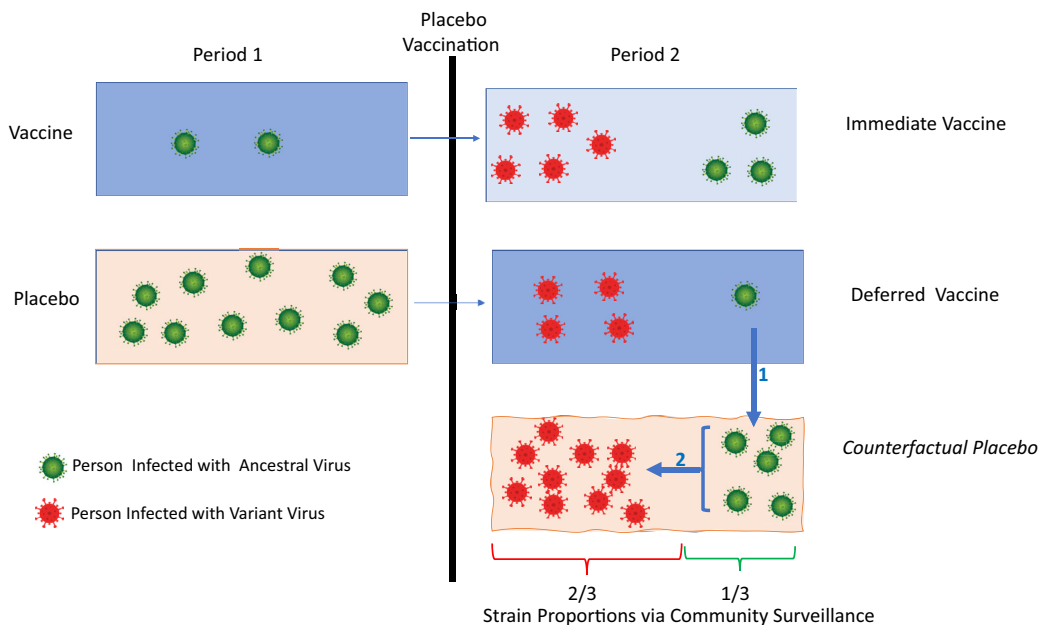 Placebo
Vaccination
Period 1
Period 2
Vaccine
Immediate Vaccine
Placebo
Deferred Vaccine
1
2
Counterfactual Placebo
Person Infected with Ancestral Virus
Person Infected with Variant Virus
2/3
1/3
Strain Proportions via Community Surveillance